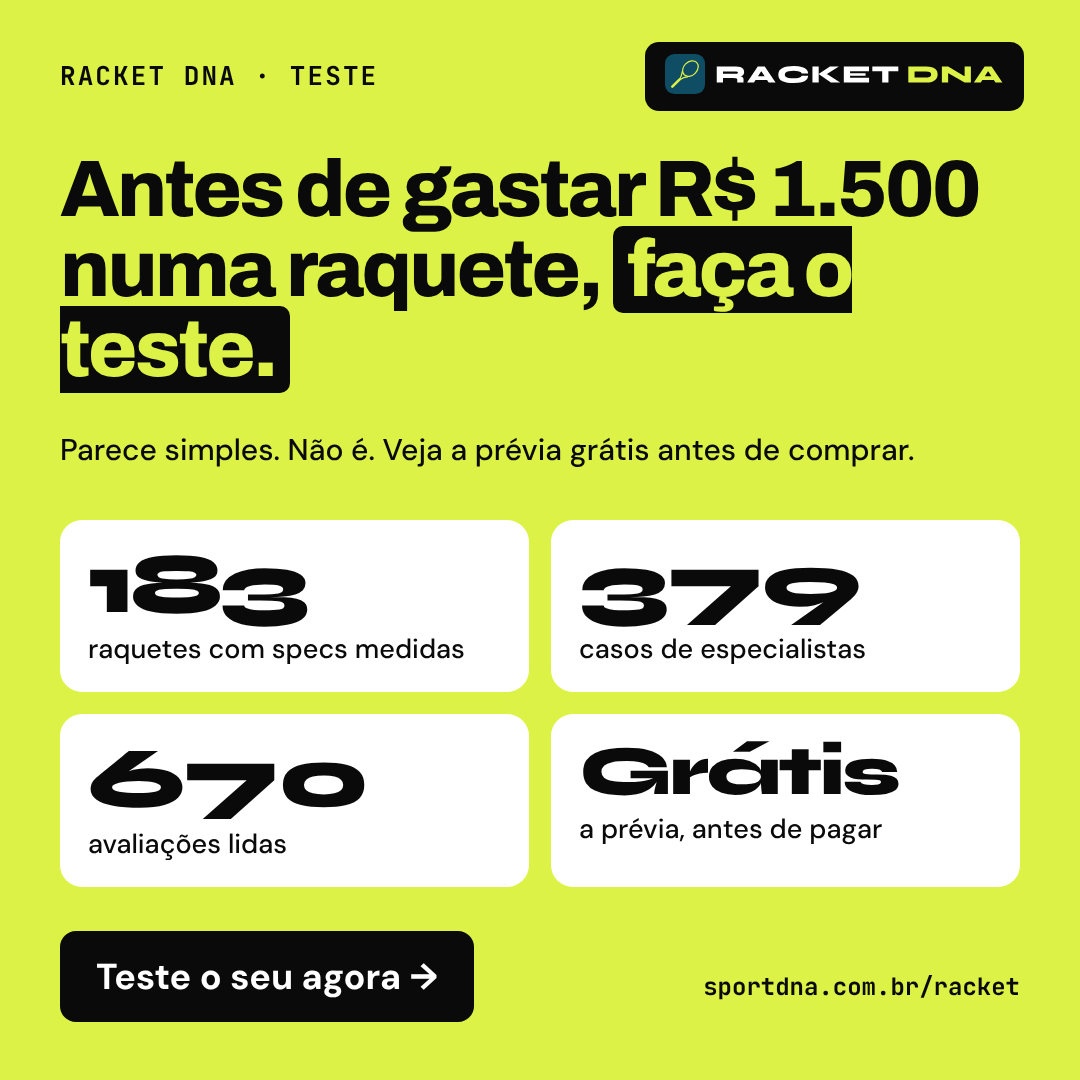 RACKET DNA · TESTE
RACKET DNA
Antes de gastar R$ 1.500
numa raquete, faça o
teste.
Parece simples. Não é. Veja a prévia grátis antes de comprar.
183
raquetes com specs medidas
379
casos de especialistas
670
avaliações lidas
Grátis
a prévia, antes de pagar
Teste o seu agora →
sportdna.com.br/racket